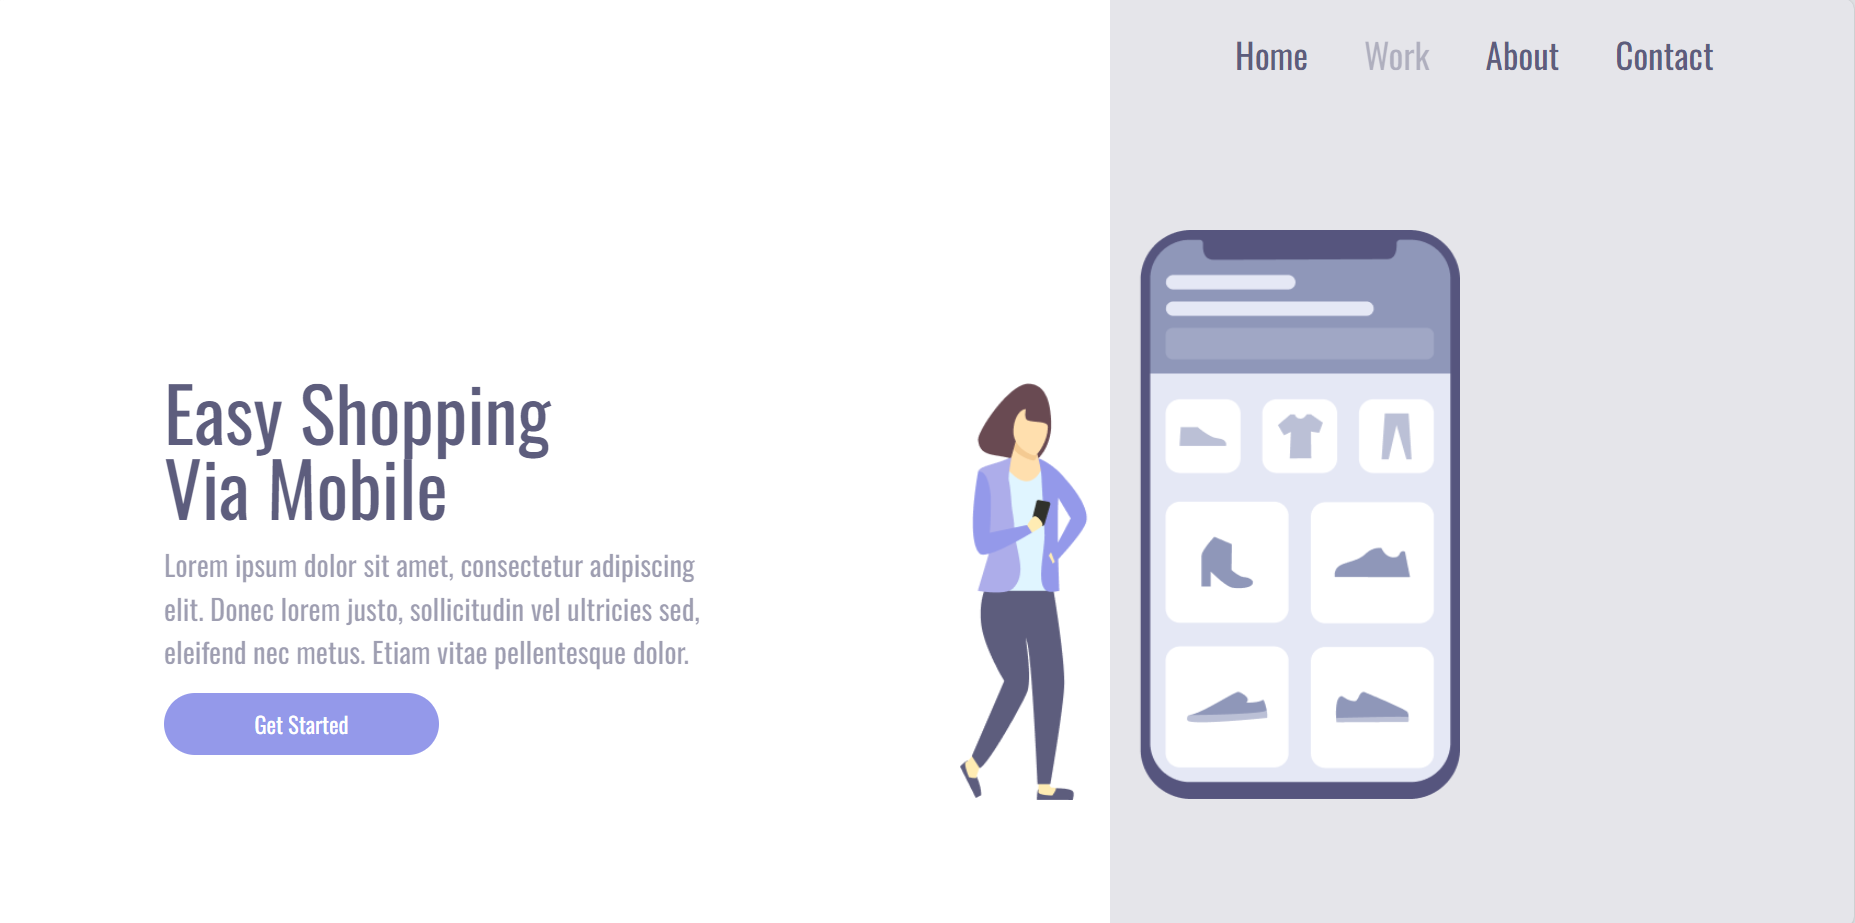 Home Work About Contact
Easy Shopping
Via Mobile
Lorem ipsum dolor sit amet, consectetur adipiscing
elit. Donec lorem justo, sollicitudin vel ultricies sed,
eleifend nec metus. Etiam vitae pellentesque dolor.
Get Started